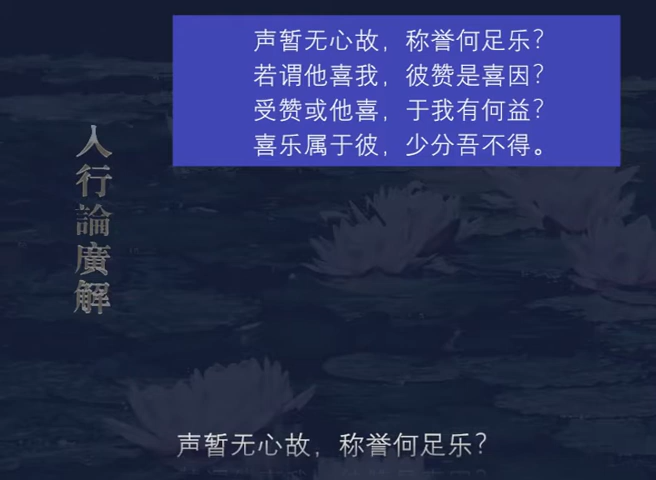 声暂无心故，称誉何足乐？
若谓他喜我，彼赞是喜因？
受赞或他喜，于我有何益？
喜乐属于彼，少分吾不得。
入行論廣解
声暂无心故，称誉何足乐？